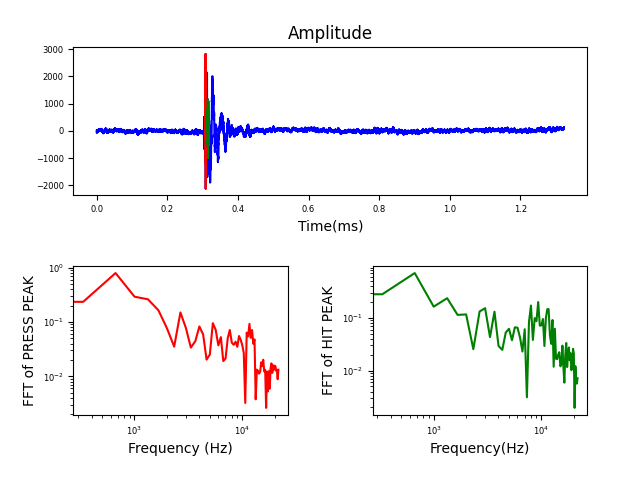 Amplitude
3000
2000
1000
0
−1000
−2000
0.0 0.2 0.4 0.6 0.8 1.0 1.2
Time(ms)
FFT of PRESS PEAK
10⁰
10⁻¹
10⁻²
10³ 10⁴
Frequency (Hz)
FFT of HIT PEAK
10⁻¹
10⁻²
10³ 10⁴
Frequency(Hz)